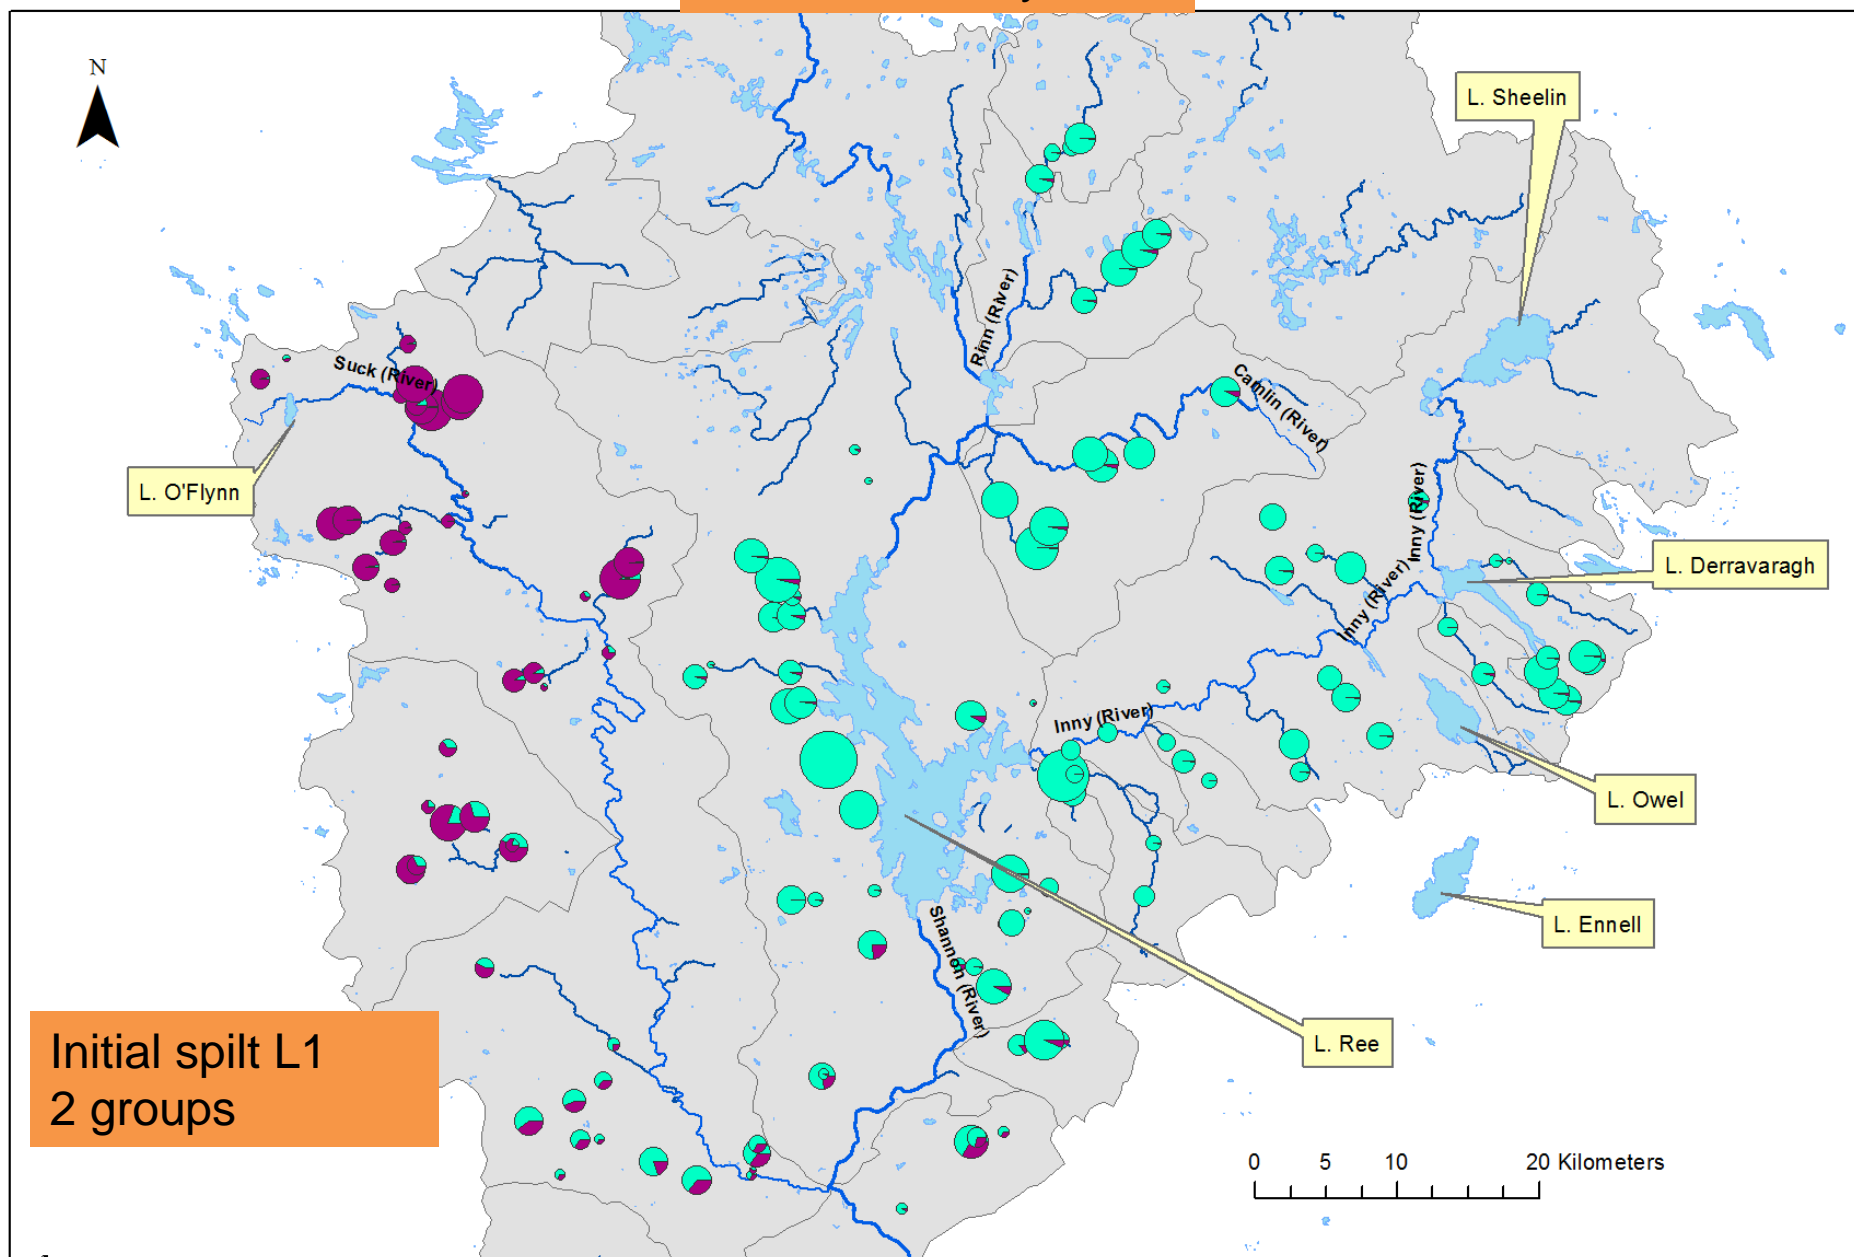 N
L. Sheelin
Rinn (River)
Suck (River)
Camlin (River)
L. O'Flynn
Inny (River)
Inny (River)
L. Derravaragh
Inny (River)
L. Owel
L. Ennell
Shannon (River)
L. Ree
Initial spilt L1
2 groups
0 5 10 20 Kilometers